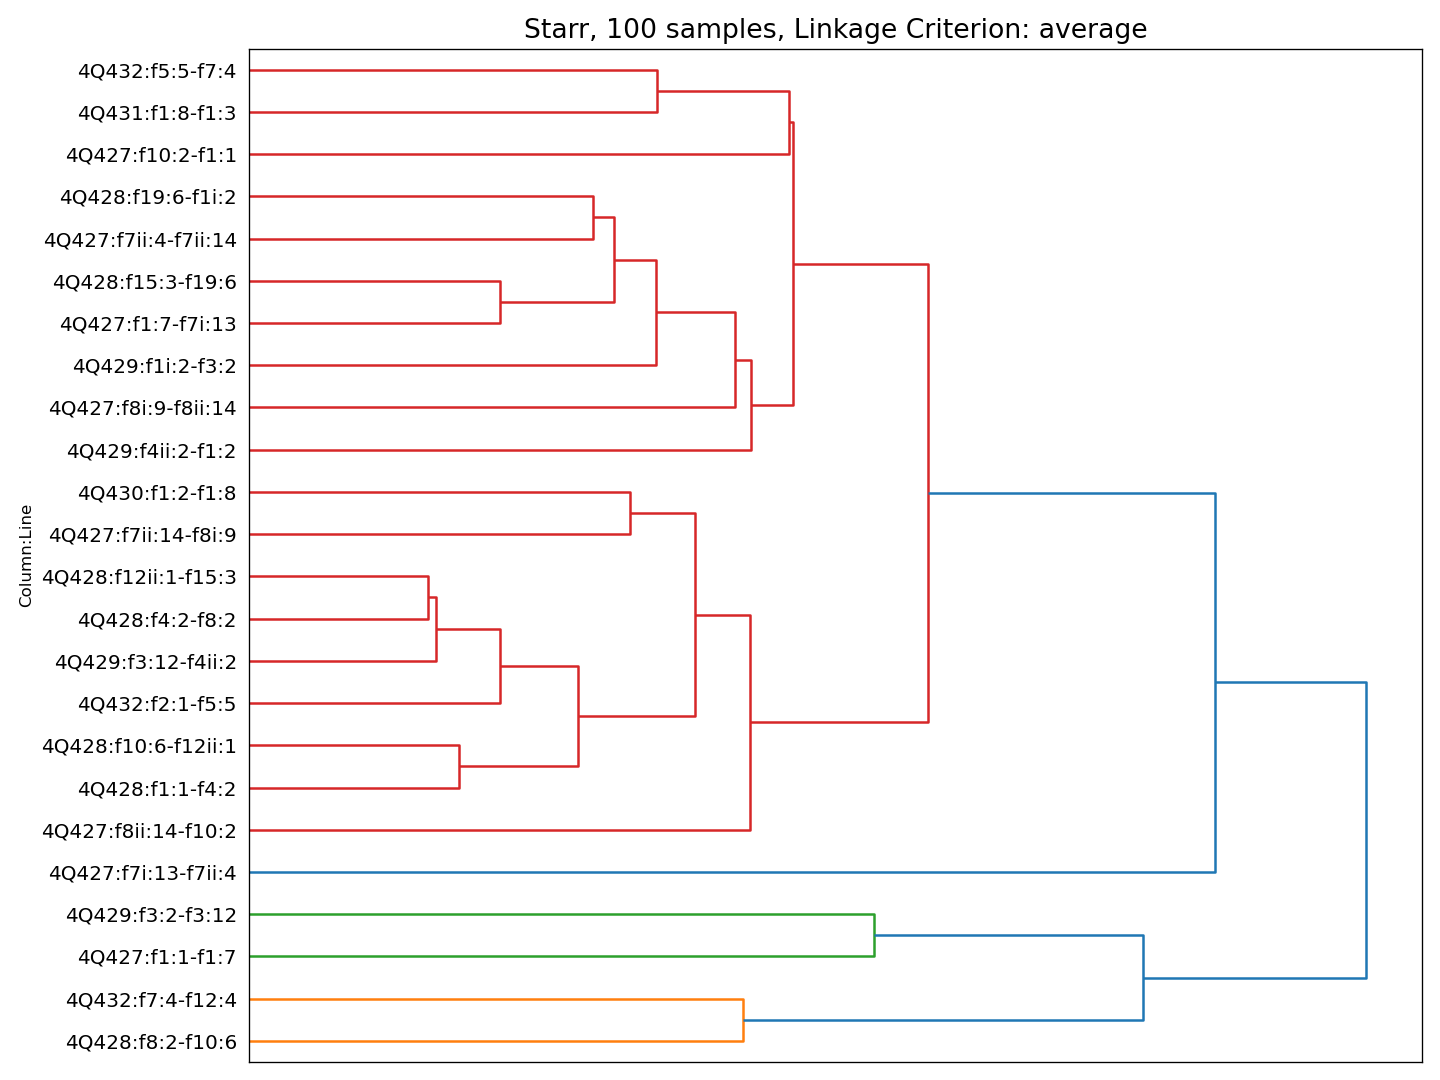 Starr, 100 samples, Linkage Criterion: average
4Q432:f5:5-f7:4
4Q431:f1:8-f1:3
4Q427:f10:2-f1:1
4Q428:f19:6-f1i:2
4Q427:f7ii:4-f7ii:14
4Q428:f15:3-f19:6
4Q427:f1:7-f7i:13
4Q429:f1i:2-f3:2
4Q427:f8i:9-f8ii:14
4Q429:f4ii:2-f1:2
4Q430:f1:2-f1:8
4Q427:f7ii:14-f8i:9
4Q428:f12ii:1-f15:3
4Q428:f4:2-f8:2
4Q429:f3:12-f4ii:2
4Q432:f2:1-f5:5
4Q428:f10:6-f12ii:1
4Q428:f1:1-f4:2
4Q427:f8ii:14-f10:2
4Q427:f7i:13-f7ii:4
4Q429:f3:2-f3:12
4Q427:f1:1-f1:7
4Q432:f7:4-f12:4
4Q428:f8:2-f10:6
Column:Line